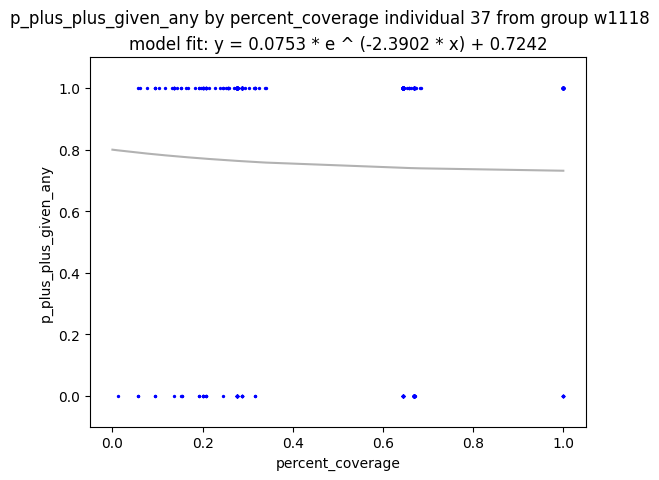 p_plus_plus_given_any by percent_coverage individual 37 from group w1118
model fit: y = 0.0753 * e ^ (-2.3902 * x) + 0.7242
1.0
0.8
0.6
0.4
0.2
0.0
p_plus_plus_given_any
0.0 0.2 0.4 0.6 0.8 1.0
percent_coverage